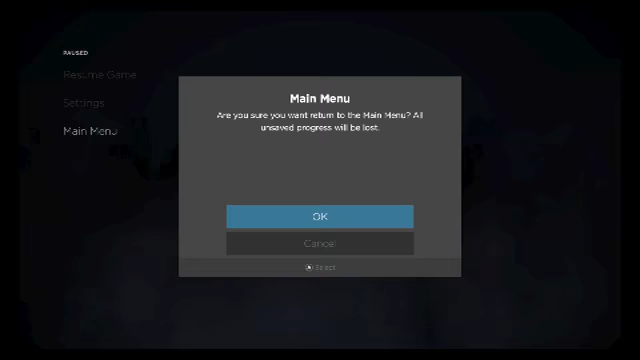 PAUSED
Resume Game
Settings
Main Menu
Main Menu
Are you sure you want return to the Main Menu? All
unsaved progress will be lost.
OK
Cancel
Select